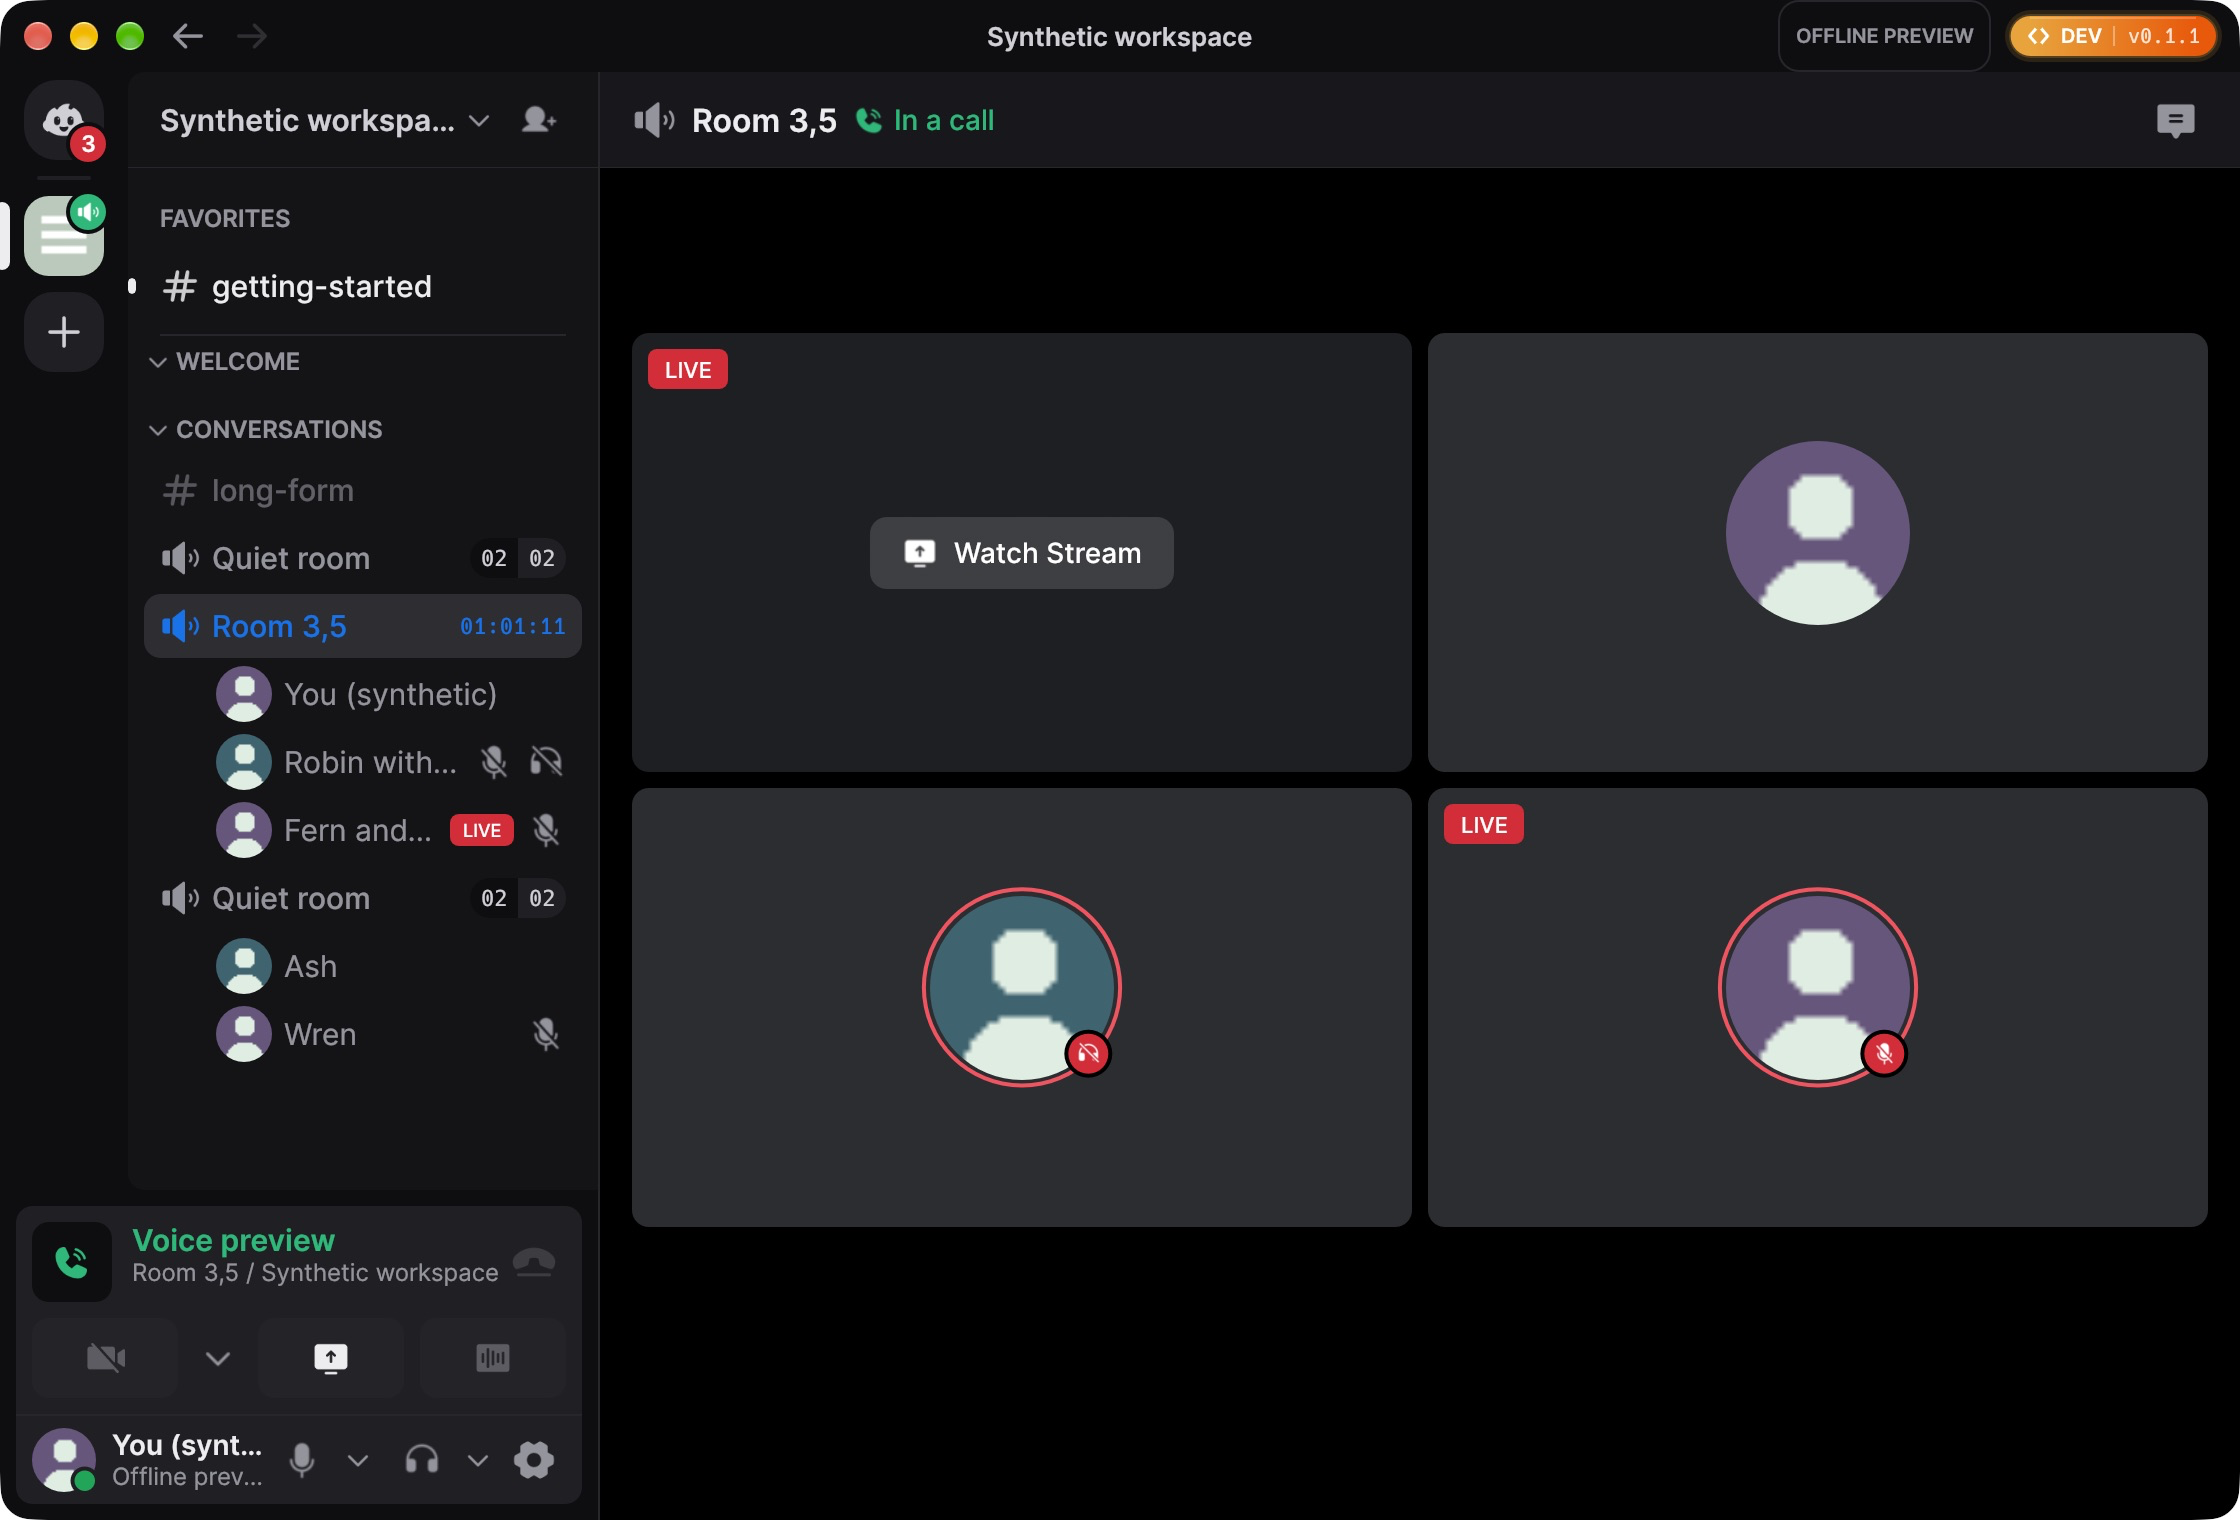 Synthetic workspace
OFFLINE PREVIEW
DEV
v0.1.1
3
Synthetic workspa...
Room 3,5
In a call
FAVORITES
getting-started
WELCOME
CONVERSATIONS
long-form
Quiet room
02 02
Room 3,5
01:01:11
You (synthetic)
Robin with...
Fern and...
LIVE
Quiet room
02 02
Ash
Wren
LIVE
Watch Stream
LIVE
Voice preview
Room 3,5 / Synthetic workspace
You (synt...
Offline prev...